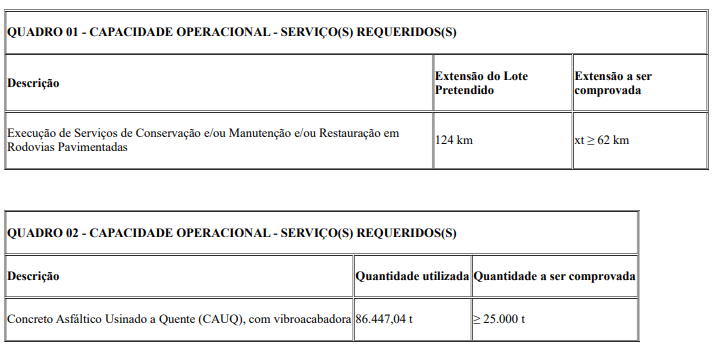 QUADRO 01 - CAPACIDADE OPERACIONAL - SERVIÇO(S) REQUERIDOS(S)
Descrição
Extensão do Lote
Pretendido
Extensão a ser
comprovada
Execução de Serviços de Conservação e/ou Manutenção e/ou Restauração em
Rodovias Pavimentadas
124 km
xt ≥ 62 km
QUADRO 02 - CAPACIDADE OPERACIONAL - SERVIÇO(S) REQUERIDOS(S)
Descrição
Quantidade utilizada
Quantidade a ser comprovada
Concreto Asfáltico Usinado a Quente (CAUQ), com vibroacabadora
86.447,04 t
≥ 25.000 t